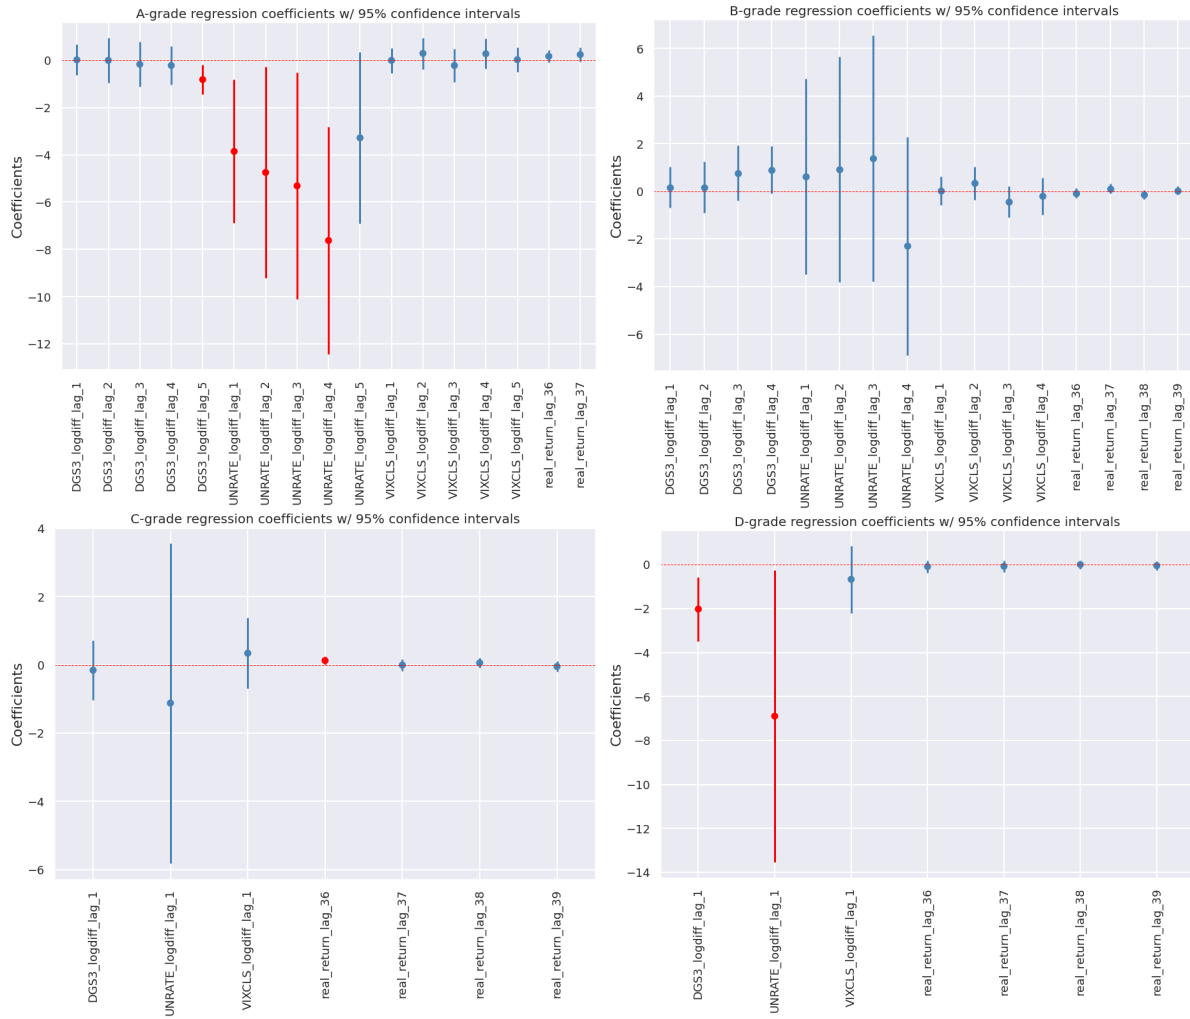 A-grade regression coefficients w/ 95% confidence intervals
0
−2
−4
−6
−8
−10
−12
Coefficients
DGS3_logdiff_lag_1
DGS3_logdiff_lag_2
DGS3_logdiff_lag_3
DGS3_logdiff_lag_4
DGS3_logdiff_lag_5
UNRATE_logdiff_lag_1
UNRATE_logdiff_lag_2
UNRATE_logdiff_lag_3
UNRATE_logdiff_lag_4
UNRATE_logdiff_lag_5
VIXCLS_logdiff_lag_1
VIXCLS_logdiff_lag_2
VIXCLS_logdiff_lag_3
VIXCLS_logdiff_lag_4
VIXCLS_logdiff_lag_5
real_return_lag_36
real_return_lag_37
B-grade regression coefficients w/ 95% confidence intervals
6
4
2
0
−2
−4
−6
Coefficients
DGS3_logdiff_lag_1
DGS3_logdiff_lag_2
DGS3_logdiff_lag_3
DGS3_logdiff_lag_4
UNRATE_logdiff_lag_1
UNRATE_logdiff_lag_2
UNRATE_logdiff_lag_3
UNRATE_logdiff_lag_4
VIXCLS_logdiff_lag_1
VIXCLS_logdiff_lag_2
VIXCLS_logdiff_lag_3
VIXCLS_logdiff_lag_4
real_return_lag_36
real_return_lag_37
real_return_lag_38
real_return_lag_39
C-grade regression coefficients w/ 95% confidence intervals
4
2
0
−2
−4
−6
Coefficients
DGS3_logdiff_lag_1
UNRATE_logdiff_lag_1
VIXCLS_logdiff_lag_1
real_return_lag_36
real_return_lag_37
real_return_lag_38
real_return_lag_39
D-grade regression coefficients w/ 95% confidence intervals
0
−2
−4
−6
−8
−10
−12
−14
Coefficients
DGS3_logdiff_lag_1
UNRATE_logdiff_lag_1
VIXCLS_logdiff_lag_1
real_return_lag_36
real_return_lag_37
real_return_lag_38
real_return_lag_39